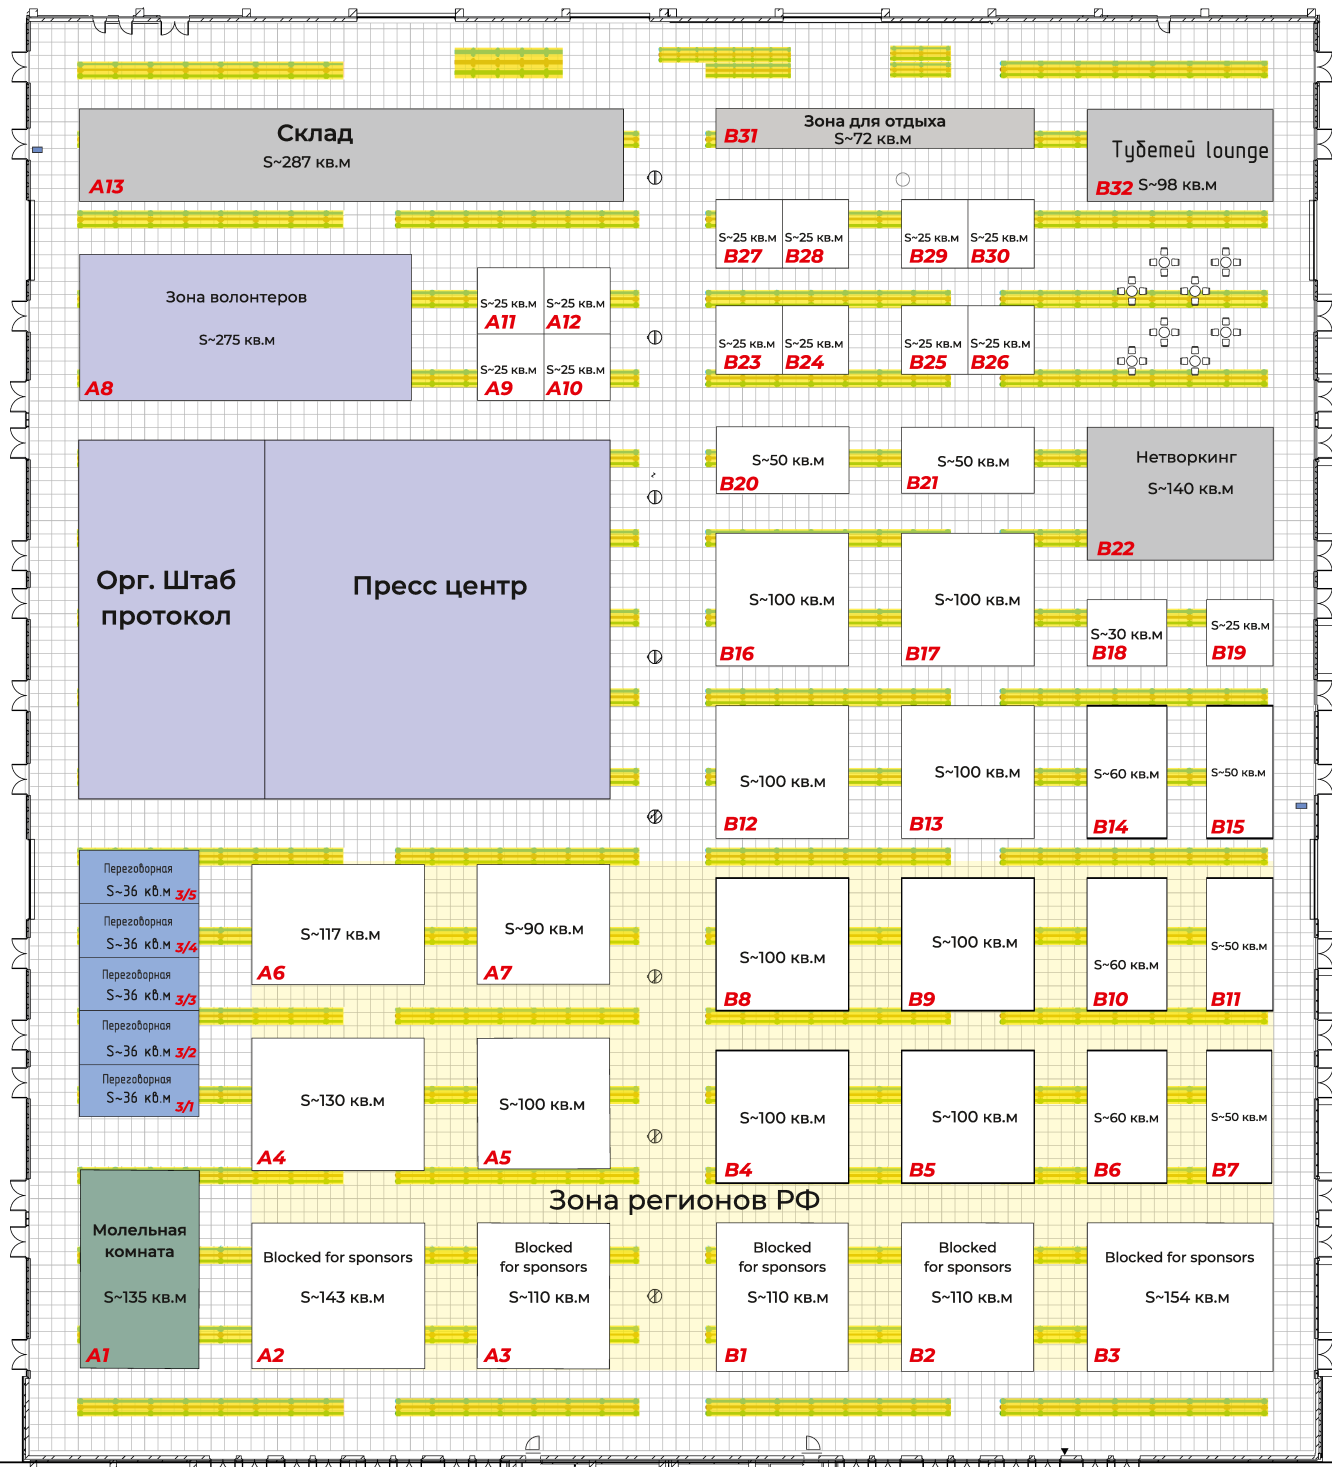 Склад
S~287 кв.м
A13
Зона для отдыха
B31
S~72 кв.м
Тубетей lounge
B32 S~98 кв.м
S~25 кв.м
B27
S~25 кв.м
B28
S~25 кв.м
B29
S~25 кв.м
B30
Зона волонтеров
S~275 кв.м
A8
S~25 кв.м
A11
S~25 кв.м
A12
S~25 кв.м
A9
S~25 кв.м
A10
S~25 кв.м
B23
S~25 кв.м
B24
S~25 кв.м
B25
S~25 кв.м
B26
S~50 кв.м
B20
S~50 кв.м
B21
Нетворкинг
S~140 кв.м
B22
Орг. Штаб
протокол
Пресс центр
S~100 кв.м
B16
S~100 кв.м
B17
S~30 кв.м
B18
S~25 кв.м
B19
S~100 кв.м
B12
S~100 кв.м
B13
S~60 кв.м
B14
S~50 кв.м
B15
Переговорная
S~36 кв.м 3/5
Переговорная
S~36 кв.м 3/4
Переговорная
S~36 кв.м 3/3
Переговорная
S~36 кв.м 3/2
Переговорная
S~36 кв.м 3/1
S~117 кв.м
A6
S~90 кв.м
A7
S~100 кв.м
B8
S~100 кв.м
B9
S~60 кв.м
B10
S~50 кв.м
B11
S~130 кв.м
A4
S~100 кв.м
A5
S~100 кв.м
B4
S~100 кв.м
B5
S~60 кв.м
B6
S~50 кв.м
B7
Зона регионов РФ
Молельная
комната
S~135 кв.м
A1
Blocked for sponsors
S~143 кв.м
A2
Blocked
for sponsors
S~110 кв.м
A3
Blocked
for sponsors
S~110 кв.м
B1
Blocked
for sponsors
S~110 кв.м
B2
Blocked for sponsors
S~154 кв.м
B3